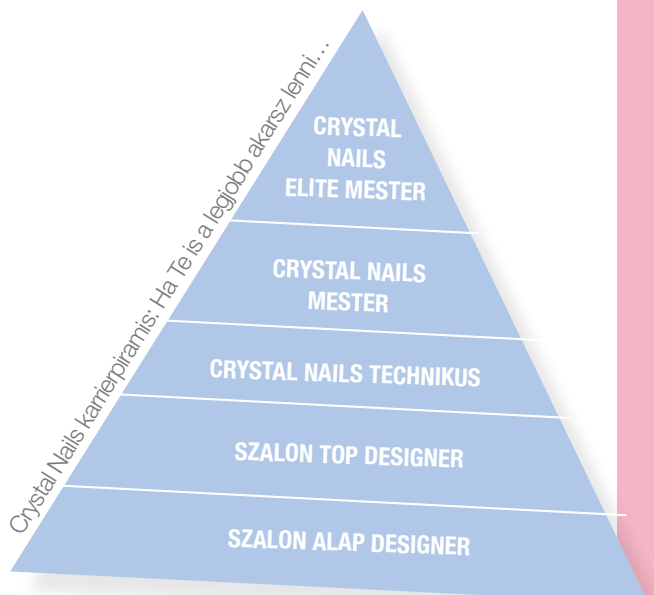 Crystal Nails karrierpiramis: Ha Te is a legjobb akarsz lenni...
CRYSTAL
NAILS
ELITE MESTER
CRYSTAL NAILS
MESTER
CRYSTAL NAILS TECHNIKUS
SZALON TOP DESIGNER
SZALON ALAP DESIGNER